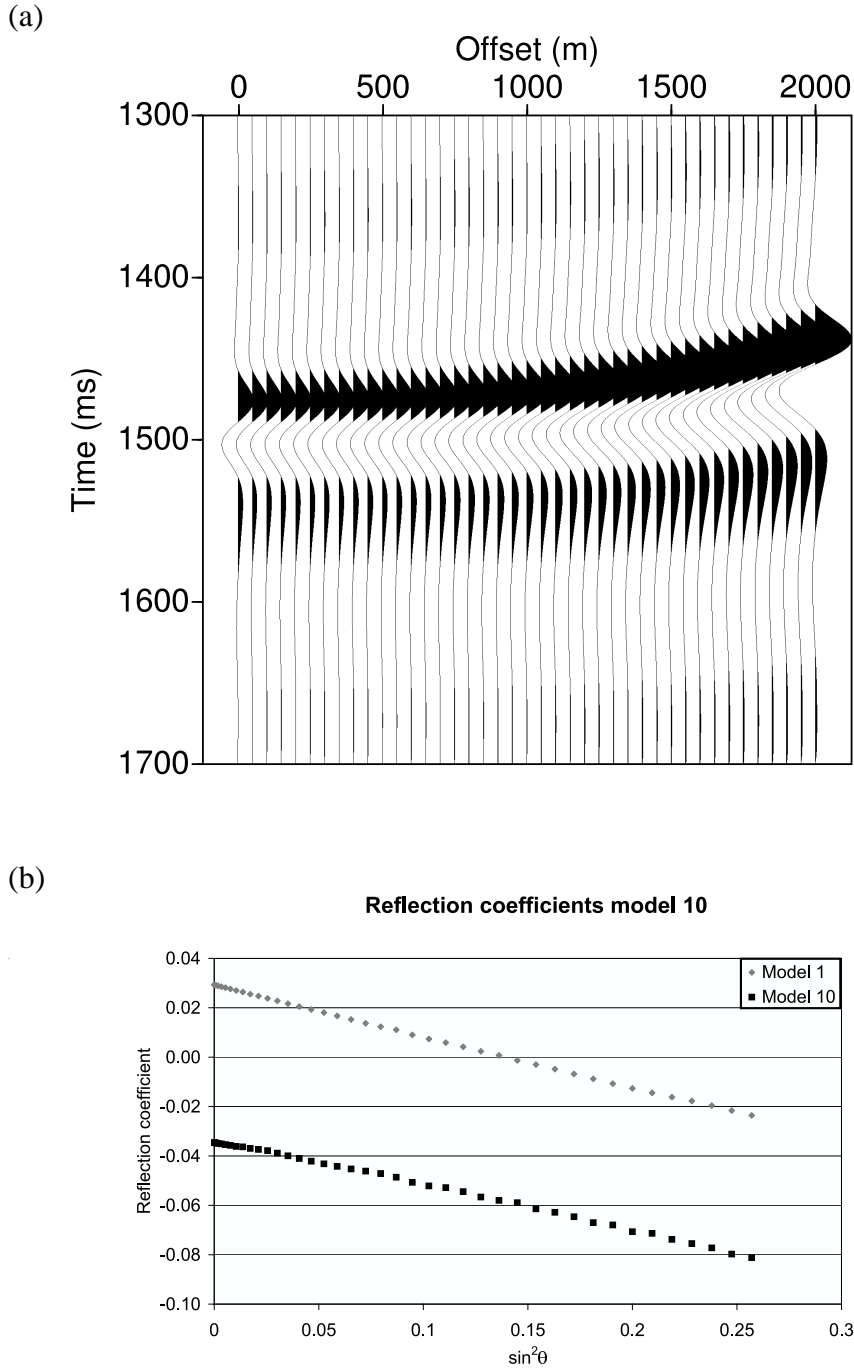 (a)
Offset (m)
0 500 1000 1500 2000
1300
1400
1500
1600
1700
Time (ms)
(b)
Reflection coefficients model 10
0.04
0.02
0.00
-0.02
-0.04
-0.06
-0.08
-0.10
Reflection coefficient
Model 1
Model 10
0 0.05 0.1 0.15 0.2 0.25 0.3
sin²θ